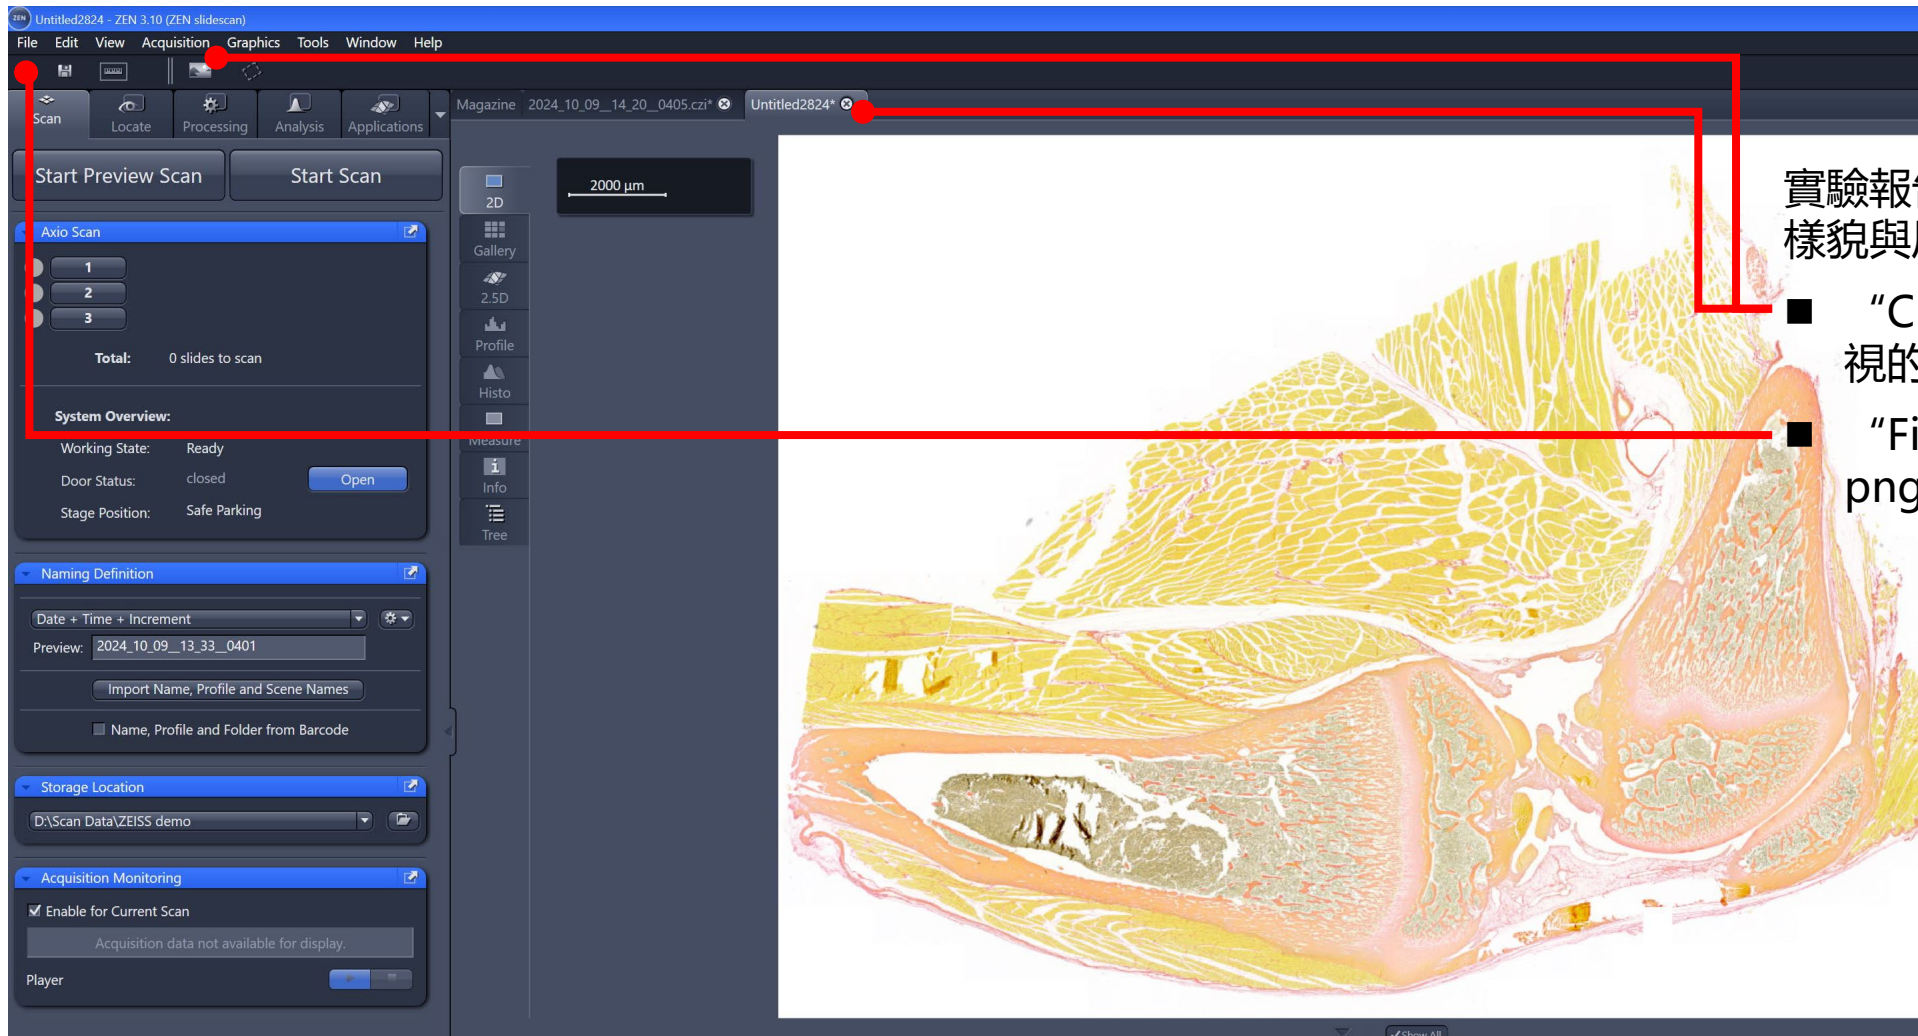 Untitled2824 - ZEN 3.10 (ZEN slidescan)
File Edit View Acquisition Graphics Tools Window Help
Scan Locate Processing Analysis Applications
Magazine 2024_10_09__14_20__0405.czi* Untitled2824*
Start Preview Scan Start Scan
Axio Scan
1
2
3
Total: 0 slides to scan
System Overview:
Working State: Ready
Door Status: closed Open
Stage Position: Safe Parking
Naming Definition
Date + Time + Increment
Preview: 2024_10_09__13_33__0401
Import Name, Profile and Scene Names
Name, Profile and Folder from Barcode
Storage Location
D:\Scan Data\ZEISS demo
Acquisition Monitoring
Enable for Current Scan
Acquisition data not available for display.
Player
2D
Gallery
2.5D
Profile
Histo
Measure
Info
Tree
2000 µm
Show All
實驗報
樣貌與
■ “C
視的
■ “Fi
png